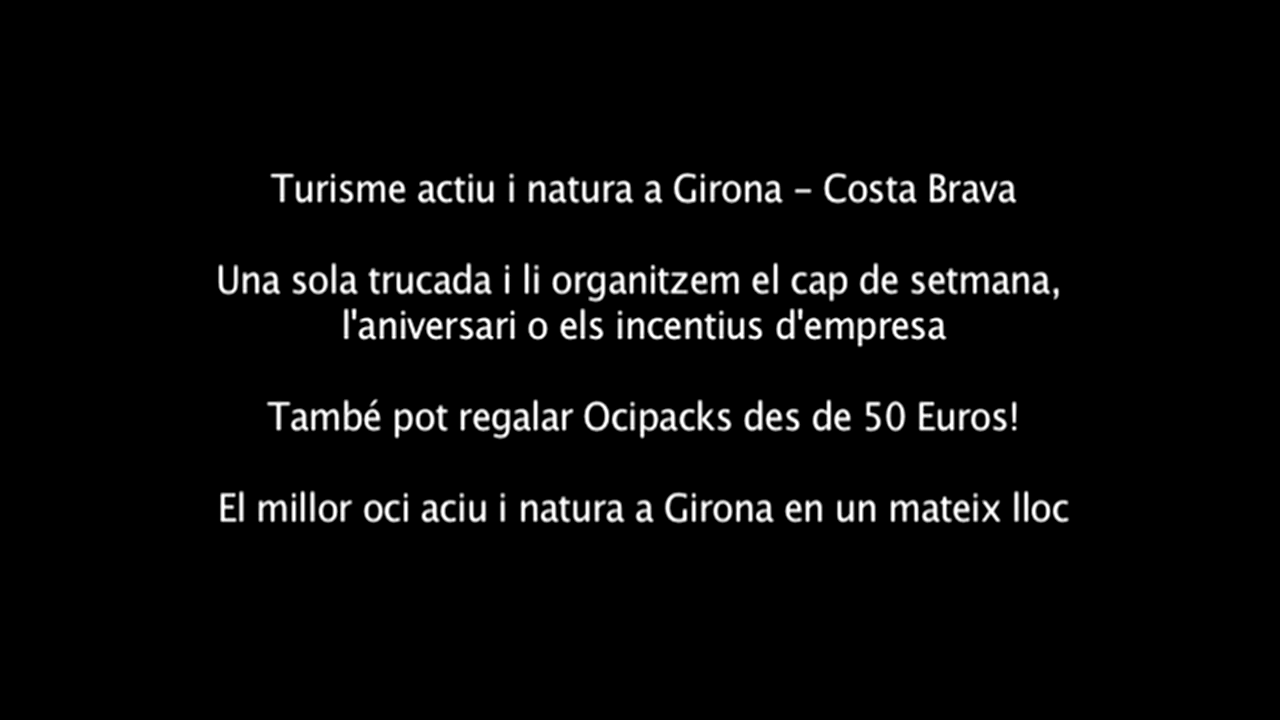 Turisme actiu i natura a Girona – Costa Brava
Una sola trucada i li organitzem el cap de setmana,
l'aniversari o els incentius d'empresa
També pot regalar Ocipacks des de 50 Euros!
El millor oci aciu i natura a Girona en un mateix lloc